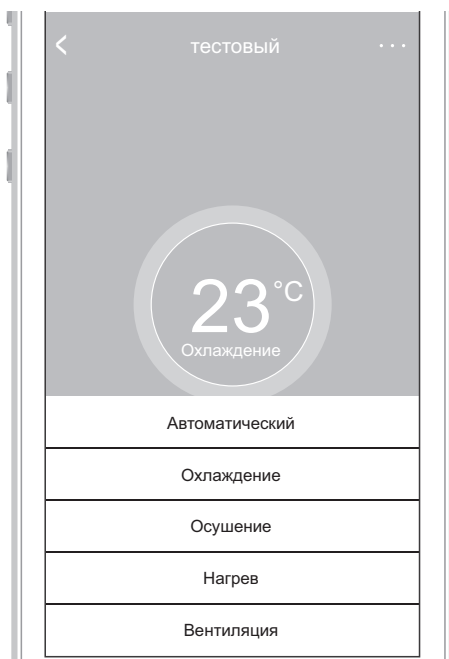 тестовый
23°C
Охлаждение
Автоматический
Охлаждение
Осушение
Нагрев
Вентиляция